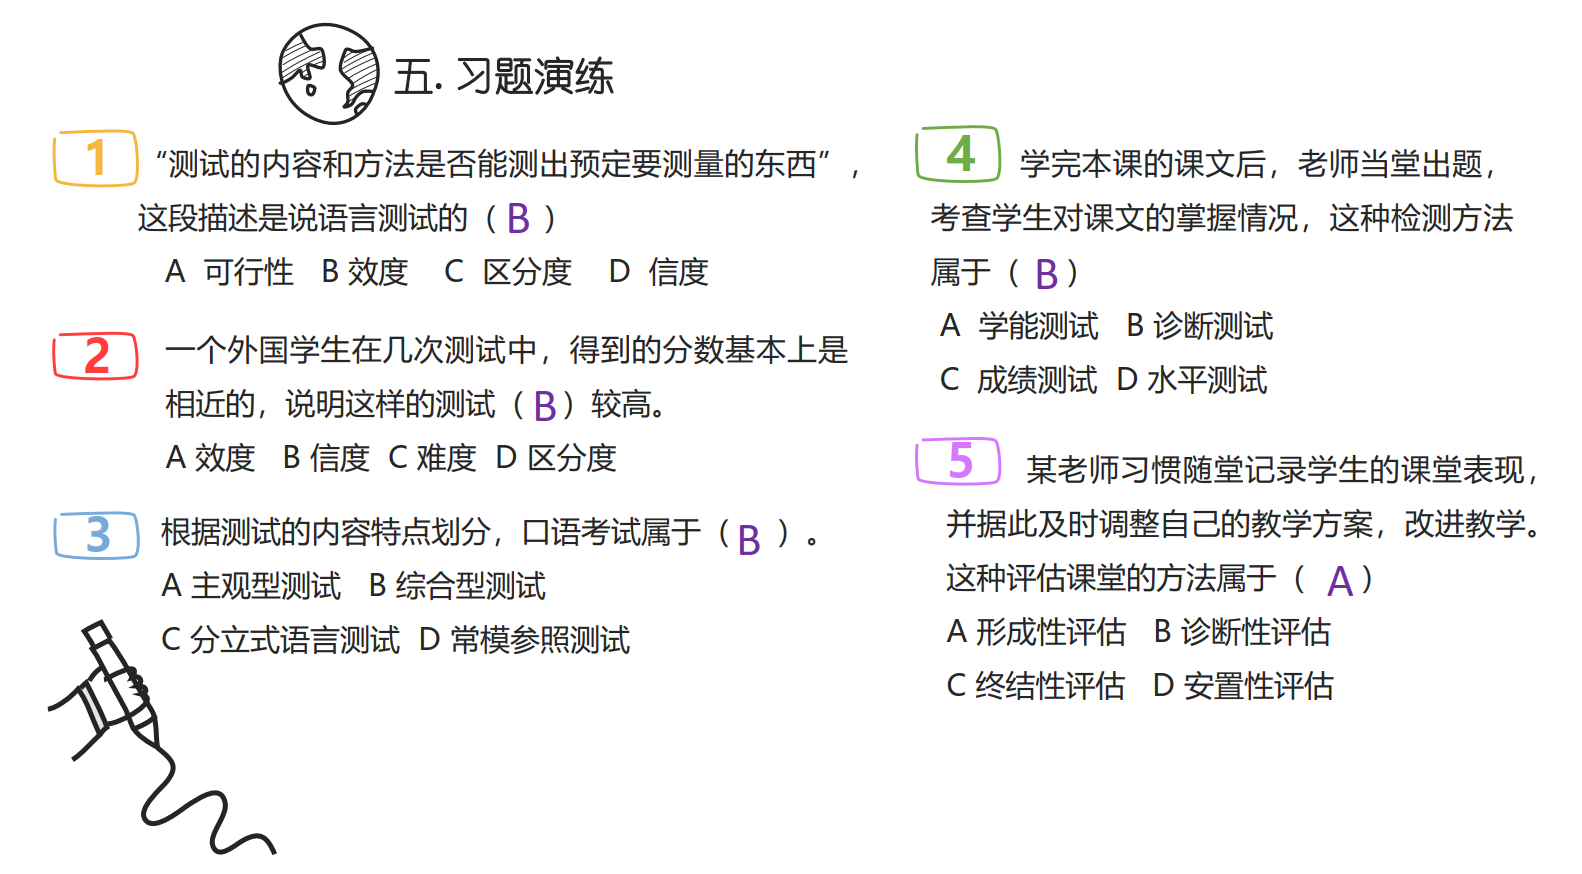 五. 习题演练
1
“测试的内容和方法是否能测出预定要测量的东西”，
这段描述是说语言测试的（ B ）
A 可行性 B 效度 C 区分度 D 信度
2
一个外国学生在几次测试中，得到的分数基本上是
相近的，说明这样的测试（ B ）较高。
A 效度 B 信度 C 难度 D 区分度
3
根据测试的内容特点划分，口语考试属于（ B ）。
A 主观型测试 B 综合型测试
C 分立式语言测试 D 常模参照测试
4
学完本课的课文后，老师当堂出题，
考查学生对课文的掌握情况，这种检测方法
属于（ B ）
A 学能测试 B 诊断测试
C 成绩测试 D 水平测试
5
某老师习惯随堂记录学生的课堂表现，
并据此及时调整自己的教学方案，改进教学。
这种评估课堂的方法属于（ A ）
A 形成性评估 B 诊断性评估
C 终结性评估 D 安置性评估